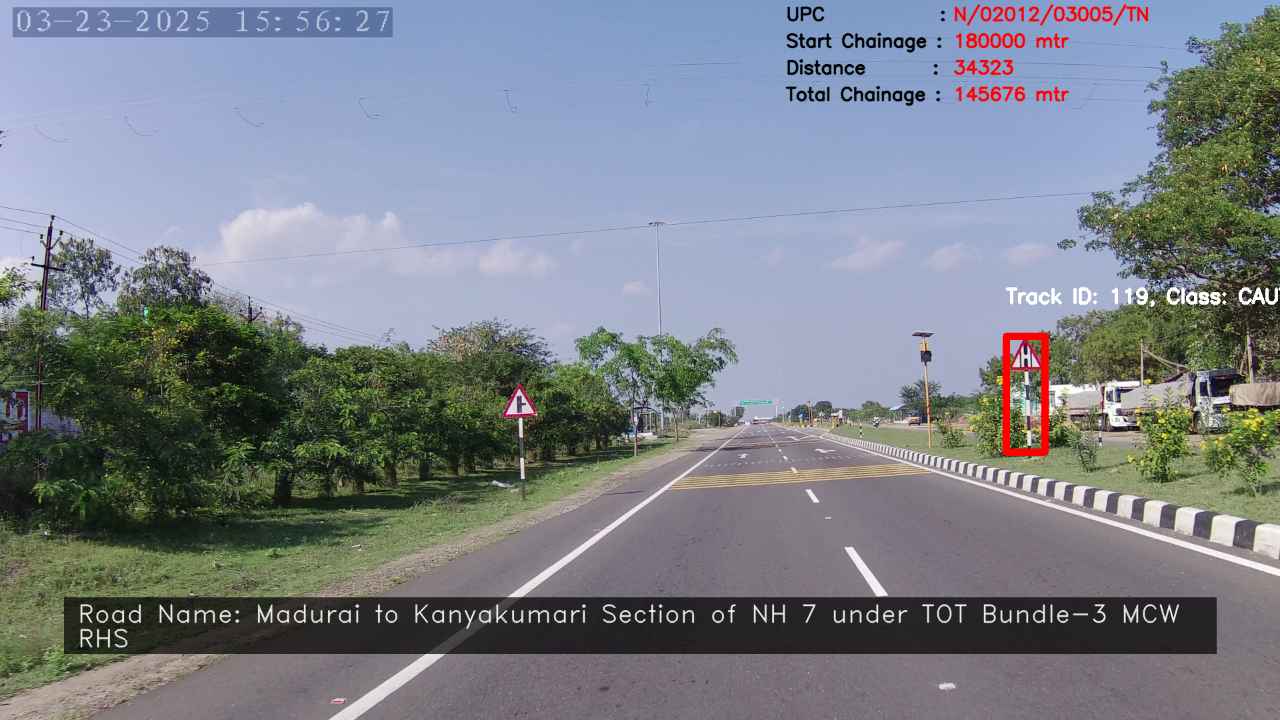 03-23-2025 15:56:27
UPC : N/02012/03005/TN
Start Chainage : 180000 mtr
Distance : 34323
Total Chainage : 145676 mtr
Track ID: 119, Class: CAU
Road Name: Madurai to Kanyakumari Section of NH 7 under TOT Bundle-3 MCW
RHS